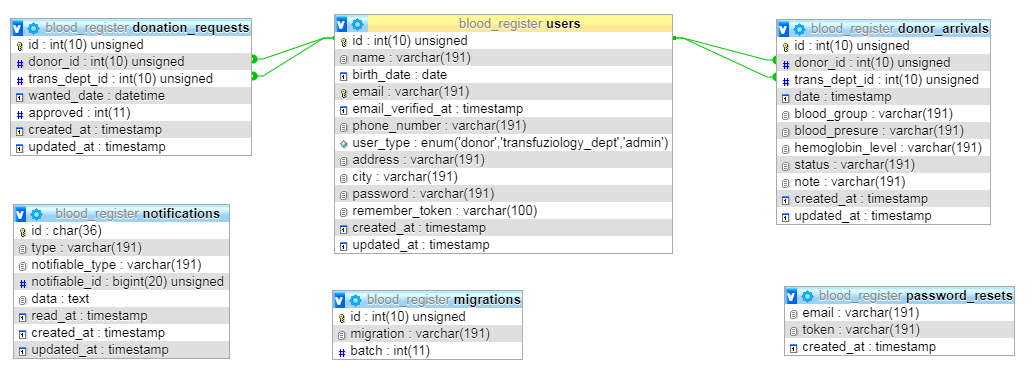 blood_register donation_requests
id : int(10) unsigned
donor_id : int(10) unsigned
trans_dept_id : int(10) unsigned
wanted_date : datetime
approved : int(11)
created_at : timestamp
updated_at : timestamp
blood_register users
id : int(10) unsigned
name : varchar(191)
birth_date : date
email : varchar(191)
email_verified_at : timestamp
phone_number : varchar(191)
user_type : enum('donor','transfuziology_dept','admin')
address : varchar(191)
city : varchar(191)
password : varchar(191)
remember_token : varchar(100)
created_at : timestamp
updated_at : timestamp
blood_register donor_arrivals
id : int(10) unsigned
donor_id : int(10) unsigned
trans_dept_id : int(10) unsigned
date : timestamp
blood_group : varchar(191)
blood_presure : varchar(191)
hemoglobin_level : varchar(191)
status : varchar(191)
note : varchar(191)
created_at : timestamp
updated_at : timestamp
blood_register notifications
id : char(36)
type : varchar(191)
notifiable_type : varchar(191)
notifiable_id : bigint(20) unsigned
data : text
read_at : timestamp
created_at : timestamp
updated_at : timestamp
blood_register migrations
id : int(10) unsigned
migration : varchar(191)
batch : int(11)
blood_register password_resets
email : varchar(191)
token : varchar(191)
created_at : timestamp